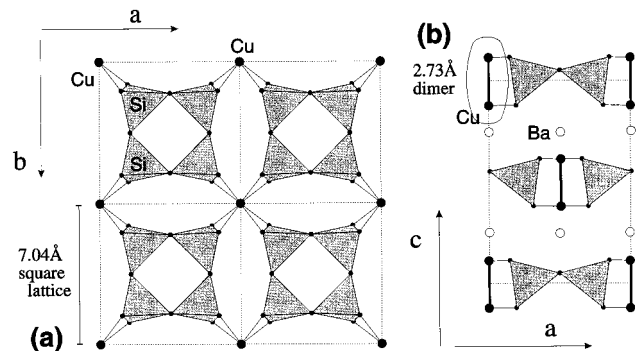 a
b
Cu
Cu
Si
Si
7.04Å
square
lattice
(a)
(b)
2.73Å
dimer
Cu
Ba
c
a